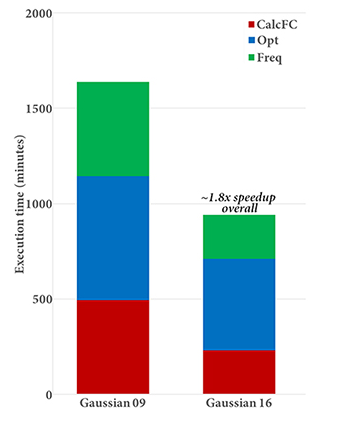 2000
CalcFC
Opt
Freq
1500
Execution time (minutes)
1000
~1.8x speedup
overall
500
0
Gaussian 09
Gaussian 16